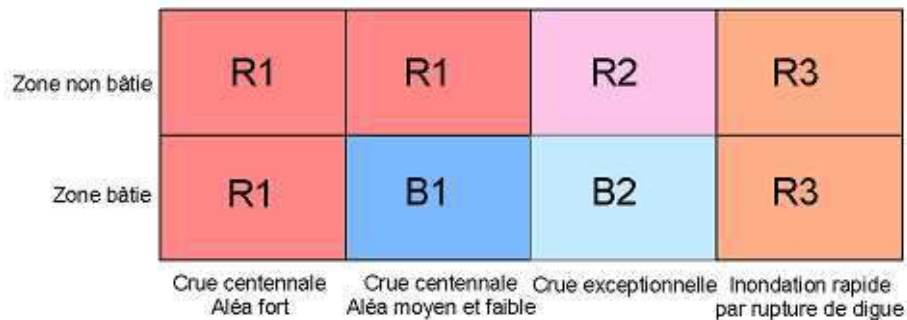 Zone non bâtie
R1
R1
R2
R3
Zone bâtie
R1
B1
B2
R3
Crue centennale
Aléa fort
Crue centennale
Aléa moyen et faible
Crue exceptionnelle
Inondation rapide
par rupture de digue